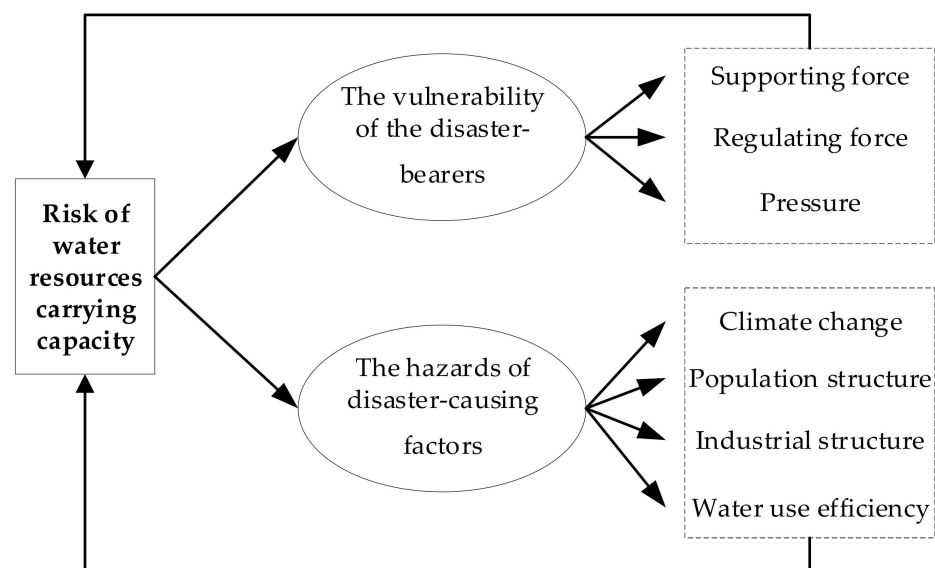 Risk of
water
resources
carrying
capacity
The vulnerability
of the disaster-
bearers
Supporting force
Regulating force
Pressure
The hazards of
disaster-causing
factors
Climate change
Population structure
Industrial structure
Water use efficiency